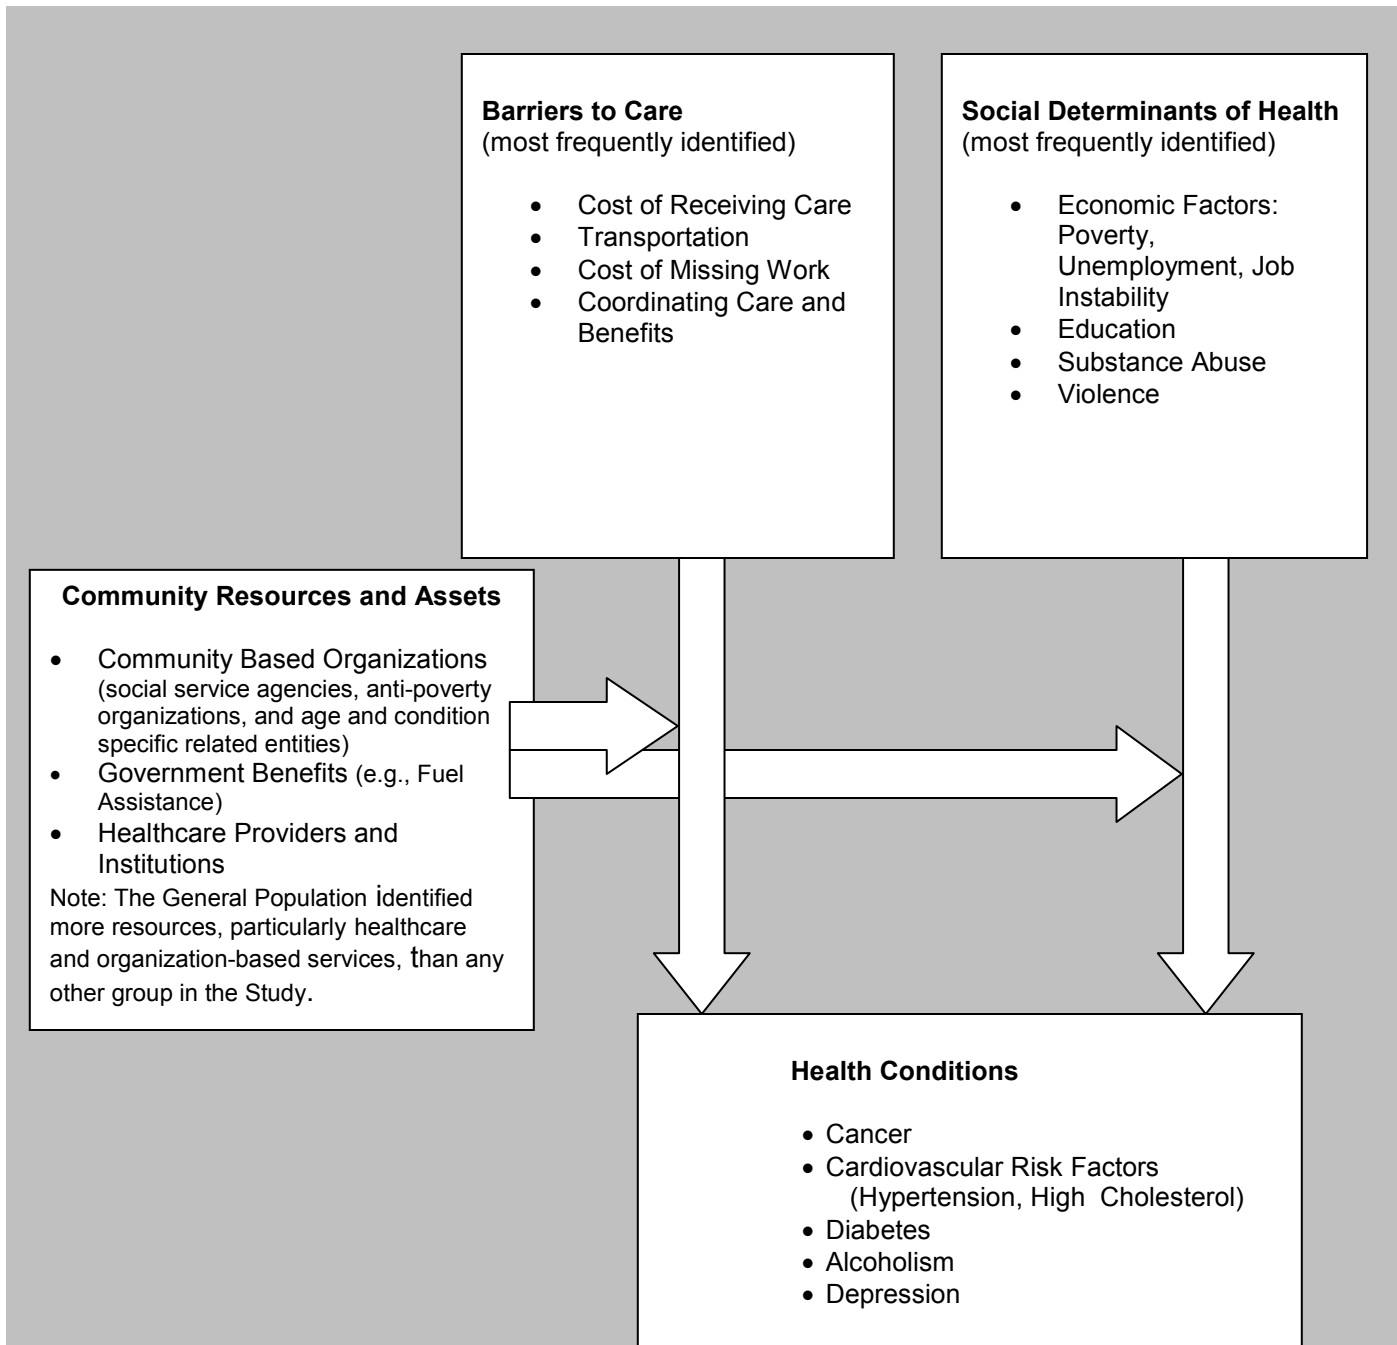 Barriers to Care
(most frequently identified)
• Cost of Receiving Care
• Transportation
• Cost of Missing Work
• Coordinating Care and
Benefits
Social Determinants of Health
(most frequently identified)
• Economic Factors:
Poverty,
Unemployment, Job
Instability
• Education
• Substance Abuse
• Violence
Community Resources and Assets
• Community Based Organizations
(social service agencies, anti-poverty
organizations, and age and condition
specific related entities)
• Government Benefits (e.g., Fuel
Assistance)
• Healthcare Providers and
Institutions
Note: The General Population identified
more resources, particularly healthcare
and organization-based services, than any
other group in the Study.
Health Conditions
• Cancer
• Cardiovascular Risk Factors
(Hypertension, High Cholesterol)
• Diabetes
• Alcoholism
• Depression